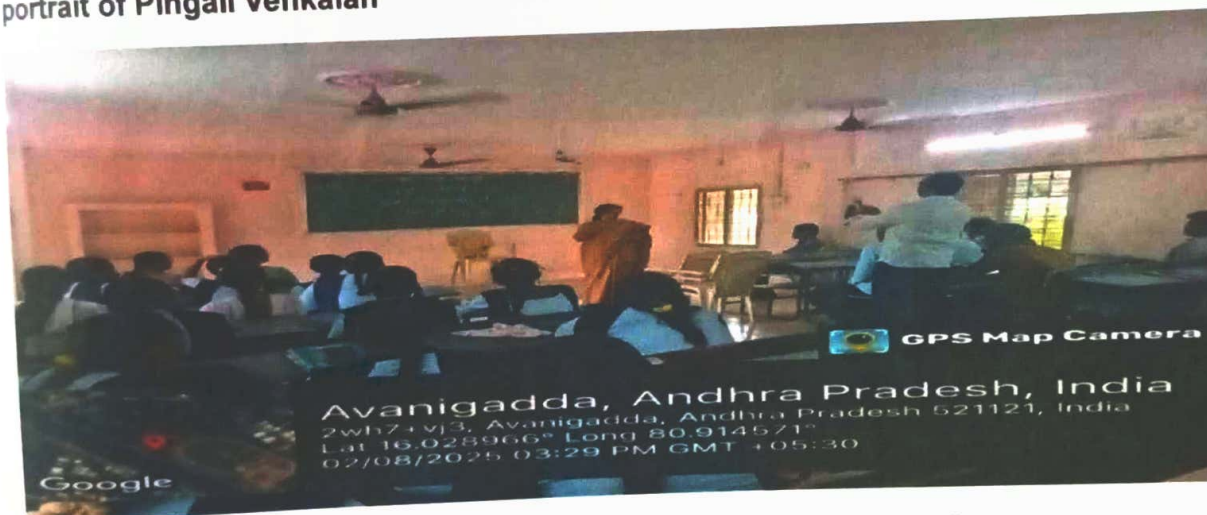 portrait of Pingali Venkaiah
GPS Map Camera
Avanigadda, Andhra Pradesh, India
2wh7+vj3, Avanigadda, Andhra Pradesh 521121, India
Lat 16.028966° Long 80.914571°
02/08/2025 03:29 PM GMT +05:30
Google